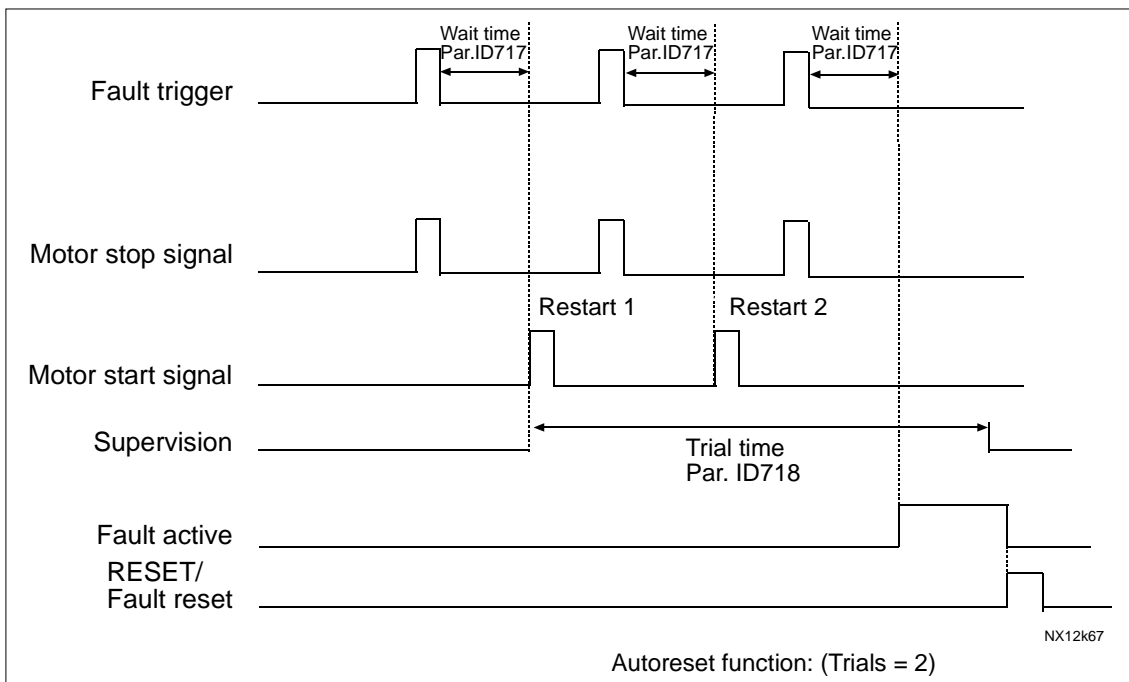 Wait time
Par.ID717
Wait time
Par.ID717
Wait time
Par.ID717
Fault trigger
Motor stop signal
Restart 1
Restart 2
Motor start signal
Supervision
Trial time
Par. ID718
Fault active
RESET/
Fault reset
NX12k67
Autoreset function: (Trials = 2)